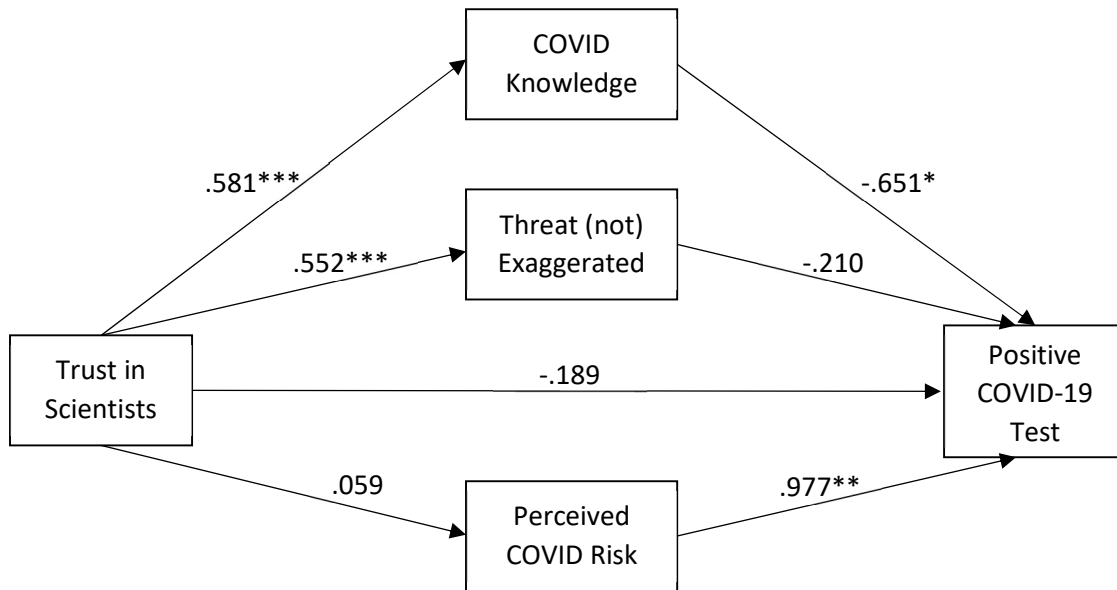 COVID
Knowledge
.581***
-.651*
Threat (not)
Exaggerated
.552***
-.210
Trust in
Scientists
-.189
Positive
COVID-19
Test
.059
.977**
Perceived
COVID Risk